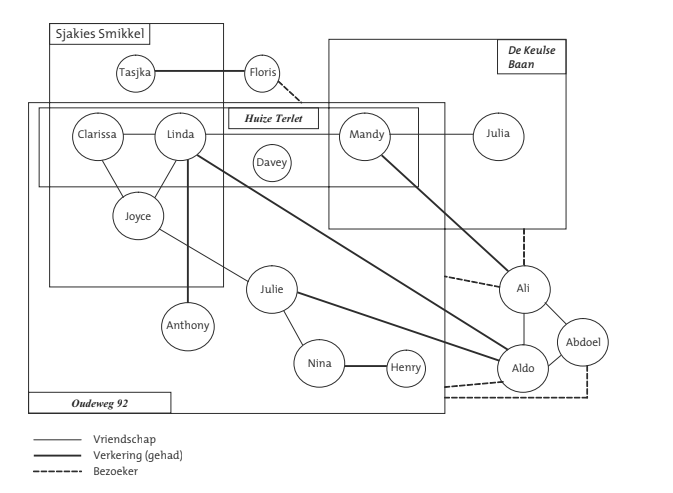 Sjakies Smikkel
De Keulse
Baan
Tasjka
Floris
Huize Terlet
Clarissa
Linda
Mandy
Julia
Davey
Joyce
Julie
Ali
Anthony
Abdoel
Nina
Henry
Aldo
Oudeweg 92
Vriendschap
Verkering (gehad)
Bezoeker